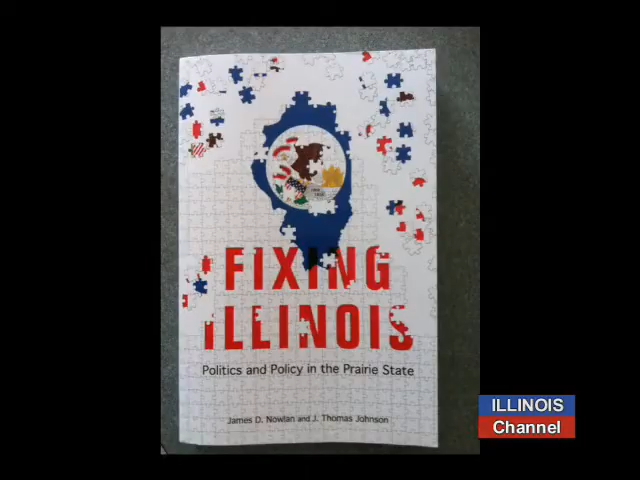 FIXING
ILLINOIS
Politics and Policy in the Prairie State
James D. Nowlan and J. Thomas Johnson
ILLINOIS
Channel